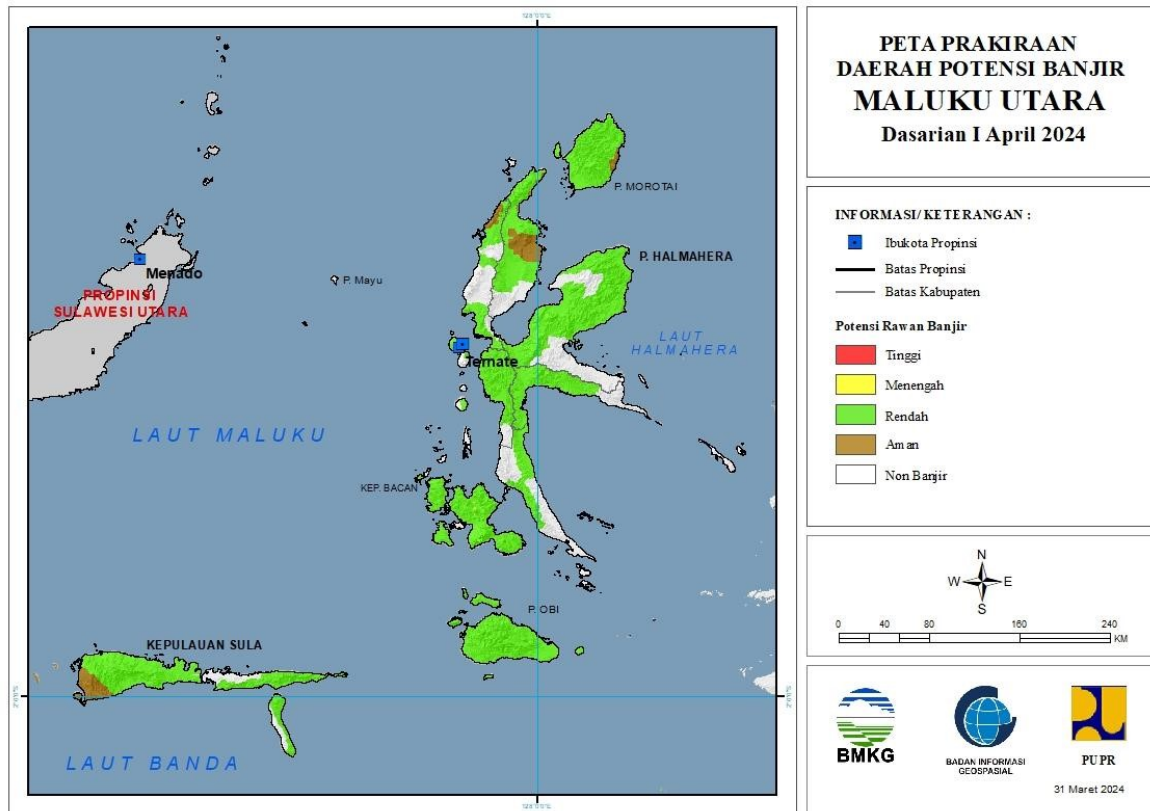 PETA PRAKIRAAN
DAERAH POTENSI BANJIR
MALUKU UTARA
Dasarian I April 2024
INFORMASI/ KETERANGAN :
Ibukota Propinsi
Batas Propinsi
Batas Kabupaten
Potensi Rawan Banjir
Tinggi
Menengah
Rendah
Aman
Non Banjir
N
W E
S
0 40 80 160 240
KM
BMKG
BADAN INFORMASI
GEOSPASIAL
PUPR
31 Maret 2024
P. MOROTAI
P. HALMAHERA
Menado
P. Mayu
PROPINSI
SULAWESI UTARA
LAUT
HALMAHERA
Ternate
LAUT MALUKU
KEP. BACAN
P. OBI
KEPULAUAN SULA
LAUT BANDA